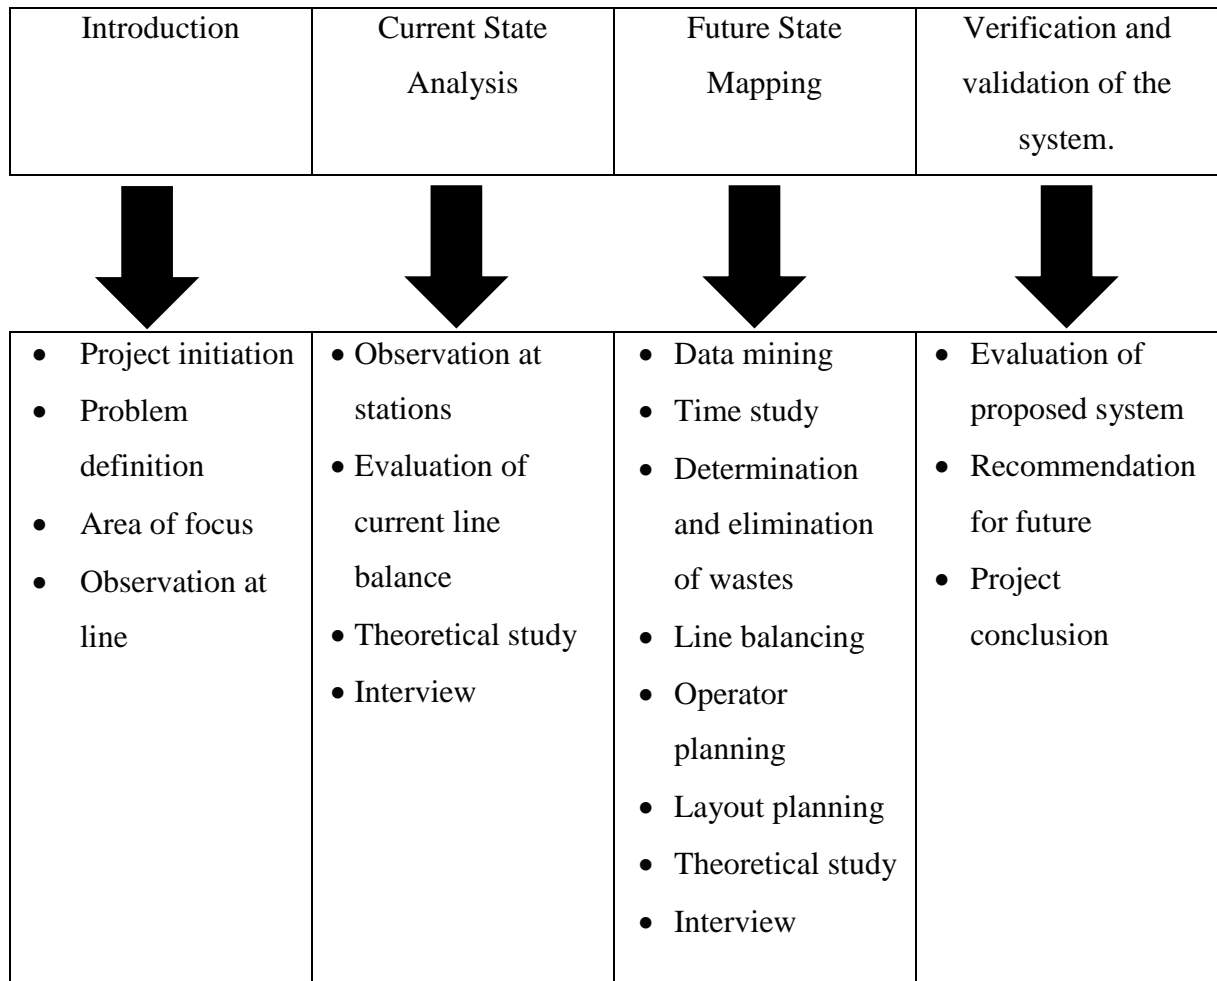 Introduction
Current State
Analysis
Future State
Mapping
Verification and
validation of the
system.
• Project initiation
• Problem
definition
• Area of focus
• Observation at
line
• Observation at
stations
• Evaluation of
current line
balance
• Theoretical study
• Interview
• Data mining
• Time study
• Determination
and elimination
of wastes
• Line balancing
• Operator
planning
• Layout planning
• Theoretical study
• Interview
• Evaluation of
proposed system
• Recommendation
for future
• Project
conclusion